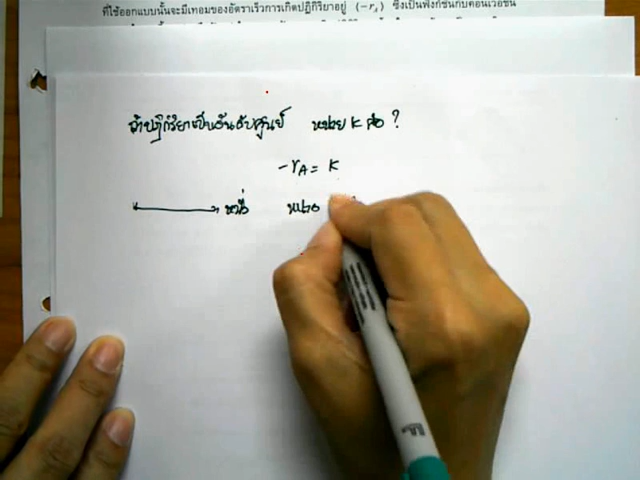 ที่ใช้ออกแบบนั้นจะมีเทอมของอัตราเร็วการเกิดปฏิกิริยาอยู่ (-rₐ) ซึ่งเป็นฟังก์ชันกับคอนเวอชัน
ถ้าปฏิกิริยาเป็นอันดับศูนย์ หน่วย k คือ ?
-rA = k
หนึ่ง หน่วย